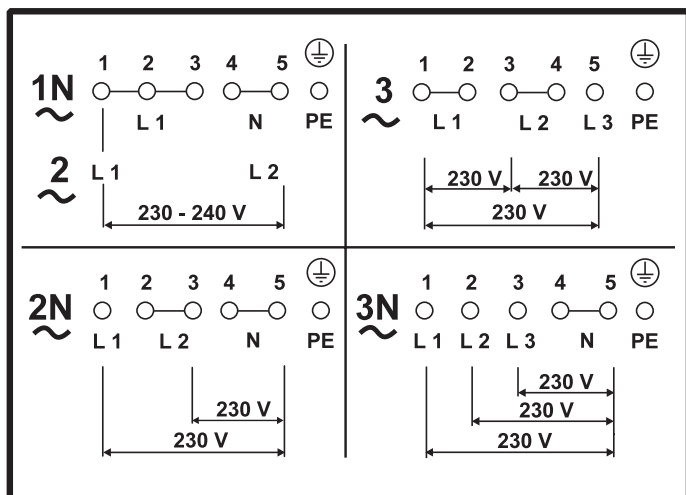 1 2 3 4 5
1N
L 1 N PE
2 L 1 L 2
230 - 240 V
1 2 3 4 5
3
L 1 L 2 L 3 PE
230 V 230 V
230 V
1 2 3 4 5
2N
L 1 L 2 N PE
230 V
230 V
1 2 3 4 5
3N
L 1 L 2 L 3 N PE
230 V
230 V
230 V